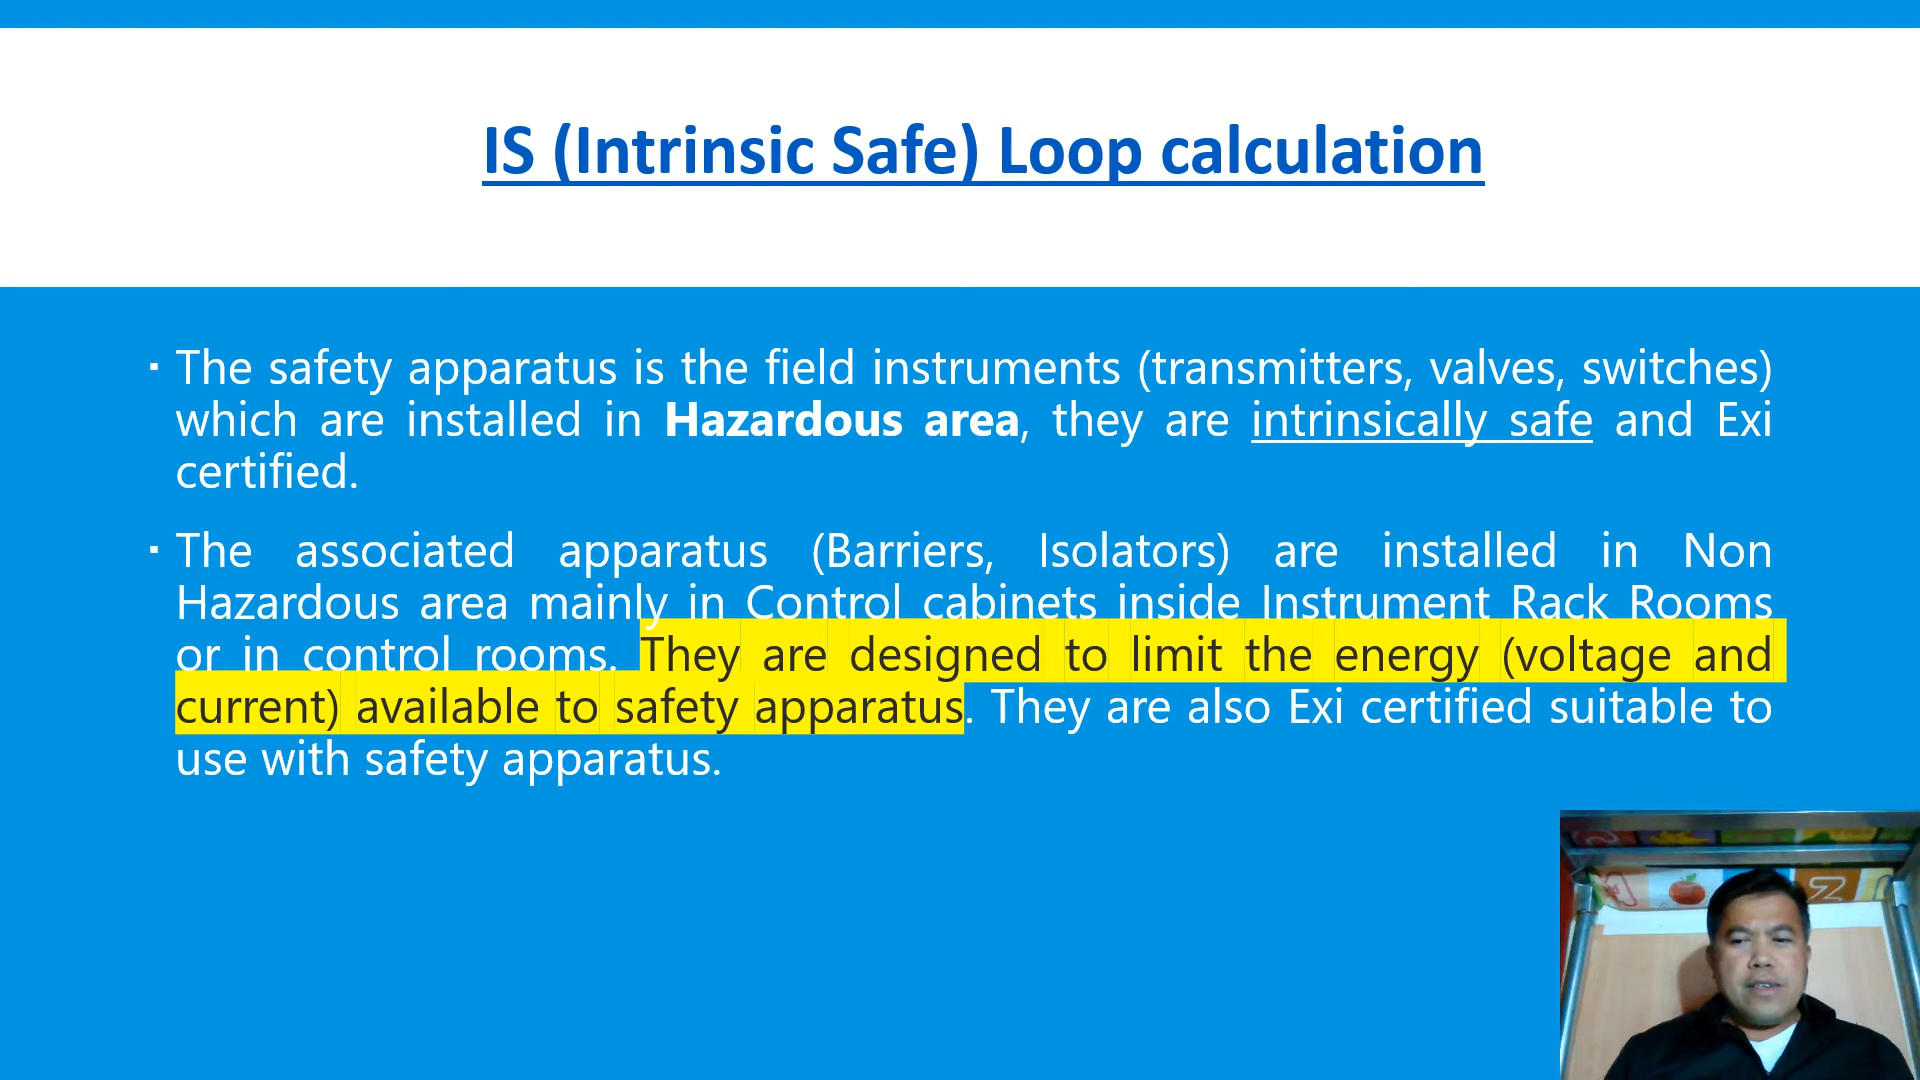 IS (Intrinsic Safe) Loop calculation
▪ The safety apparatus is the field instruments (transmitters, valves, switches)
which are installed in Hazardous area, they are intrinsically safe and Exi
certified.
▪ The associated apparatus (Barriers, Isolators) are installed in Non
Hazardous area mainly in Control cabinets inside Instrument Rack Rooms
or in control rooms. They are designed to limit the energy (voltage and
current) available to safety apparatus. They are also Exi certified suitable to
use with safety apparatus.
Z